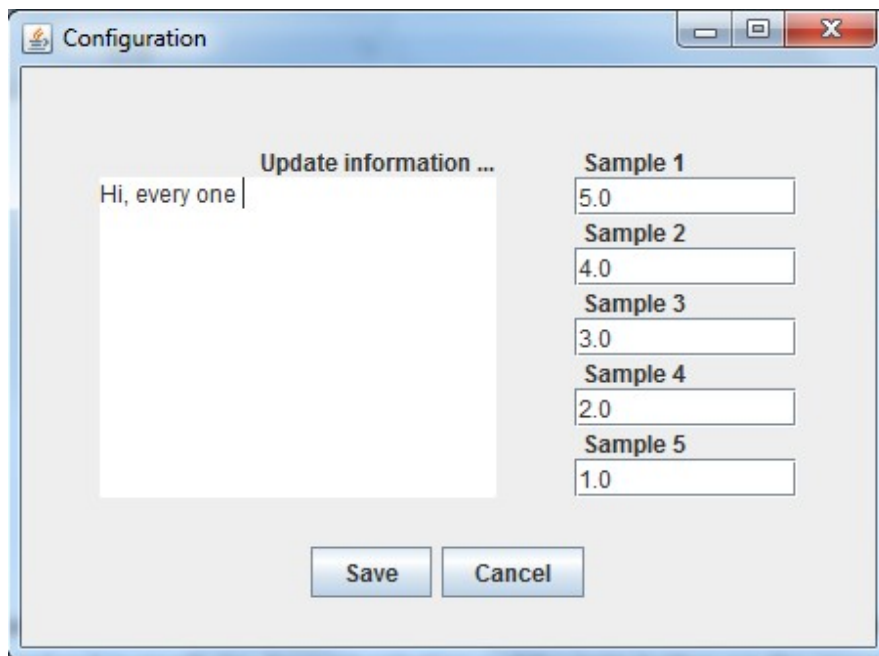 Configuration
Update information ...
Hi, every one
Sample 1
5.0
Sample 2
4.0
Sample 3
3.0
Sample 4
2.0
Sample 5
1.0
Save
Cancel